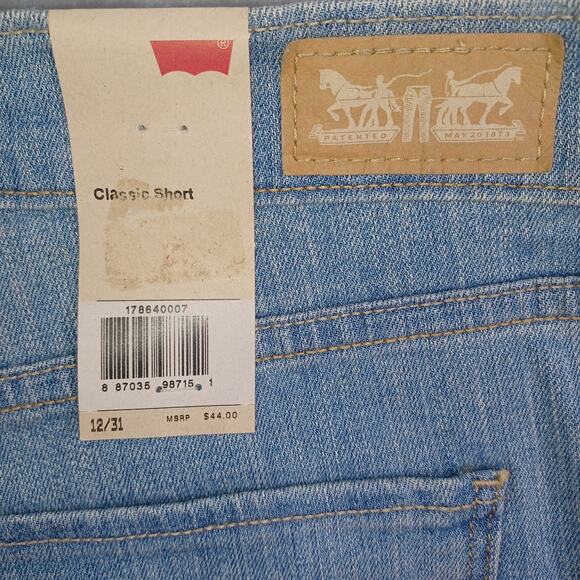 ®
Classic Short
178640007
8 87035 98715 1
12/31 MSRP $44.00
PATENTED MAY 20 1873